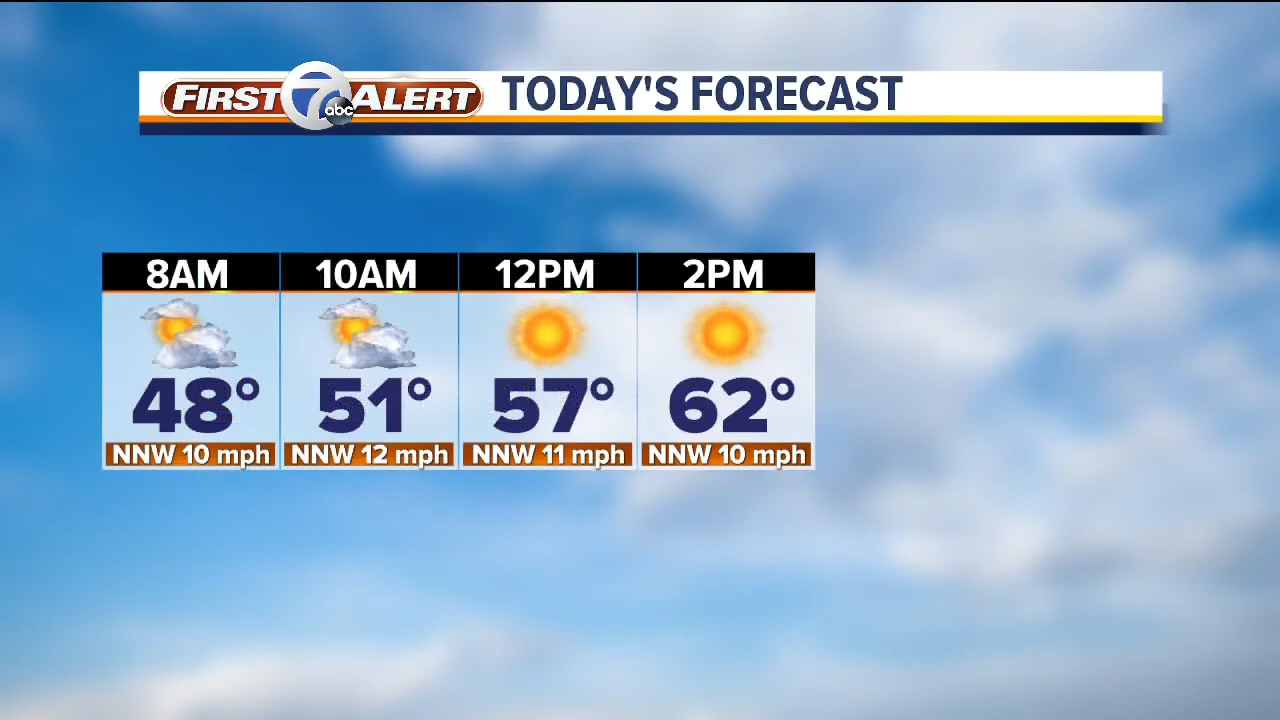 FIRST 7 abc ALERT TODAY'S FORECAST
8AM 10AM 12PM 2PM
48° 51° 57° 62°
NNW 10 mph NNW 12 mph NNW 11 mph NNW 10 mph